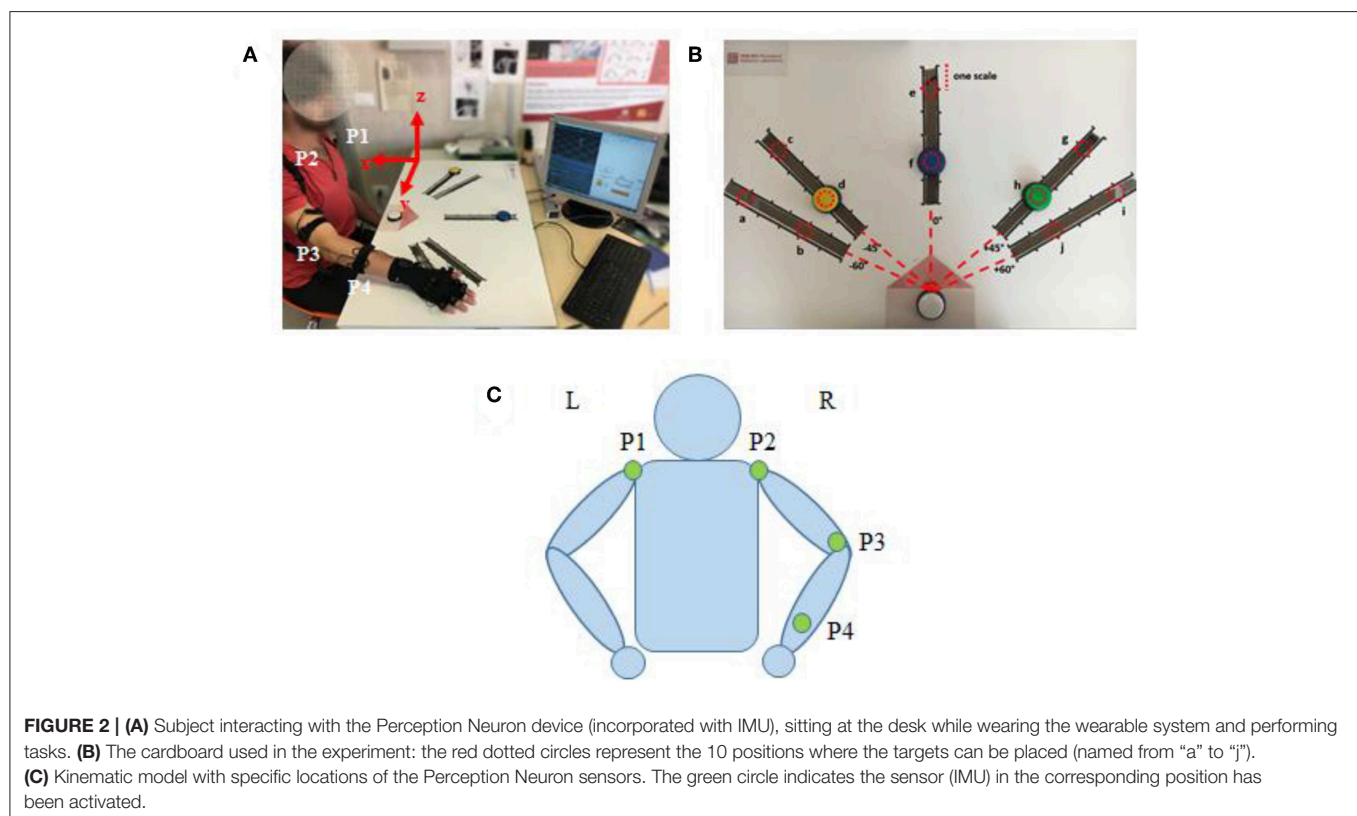 A
z
P1
P2
x
Y
P3
P4
B
one scale
e
c
g
f
d
h
a
i
b
j
0°
-45°
+45°
-60°
+60°
C
L
R
P1
P2
P3
P4
FIGURE 2 | (A) Subject interacting with the Perception Neuron device (incorporated with IMU), sitting at the desk while wearing the wearable system and performing
tasks. (B) The cardboard used in the experiment: the red dotted circles represent the 10 positions where the targets can be placed (named from “a” to “j”).
(C) Kinematic model with specific locations of the Perception Neuron sensors. The green circle indicates the sensor (IMU) in the corresponding position has
been activated.